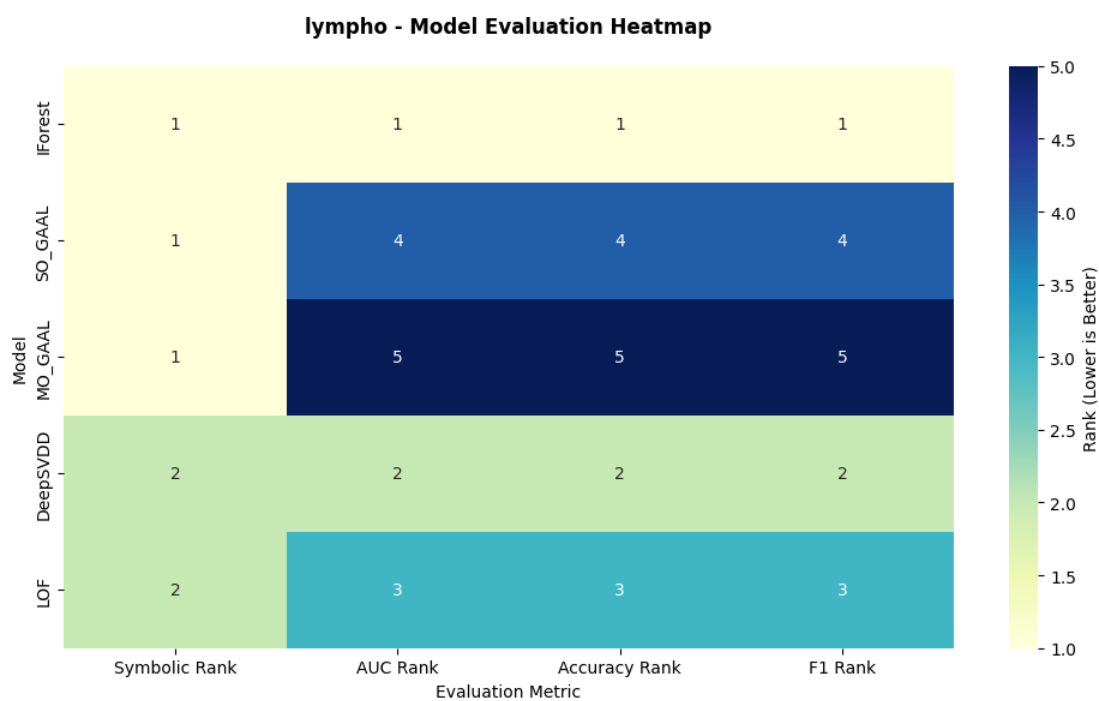 lympho - Model Evaluation Heatmap
Model
IForest
1 1 1 1
SO_GAAL
1 4 4 4
MO_GAAL
1 5 5 5
DeepSVDD
2 2 2 2
LOF
2 3 3 3
Symbolic Rank AUC Rank Accuracy Rank F1 Rank
Evaluation Metric
5.0
4.5
4.0
3.5
3.0
2.5
2.0
1.5
1.0
Rank (Lower is Better)